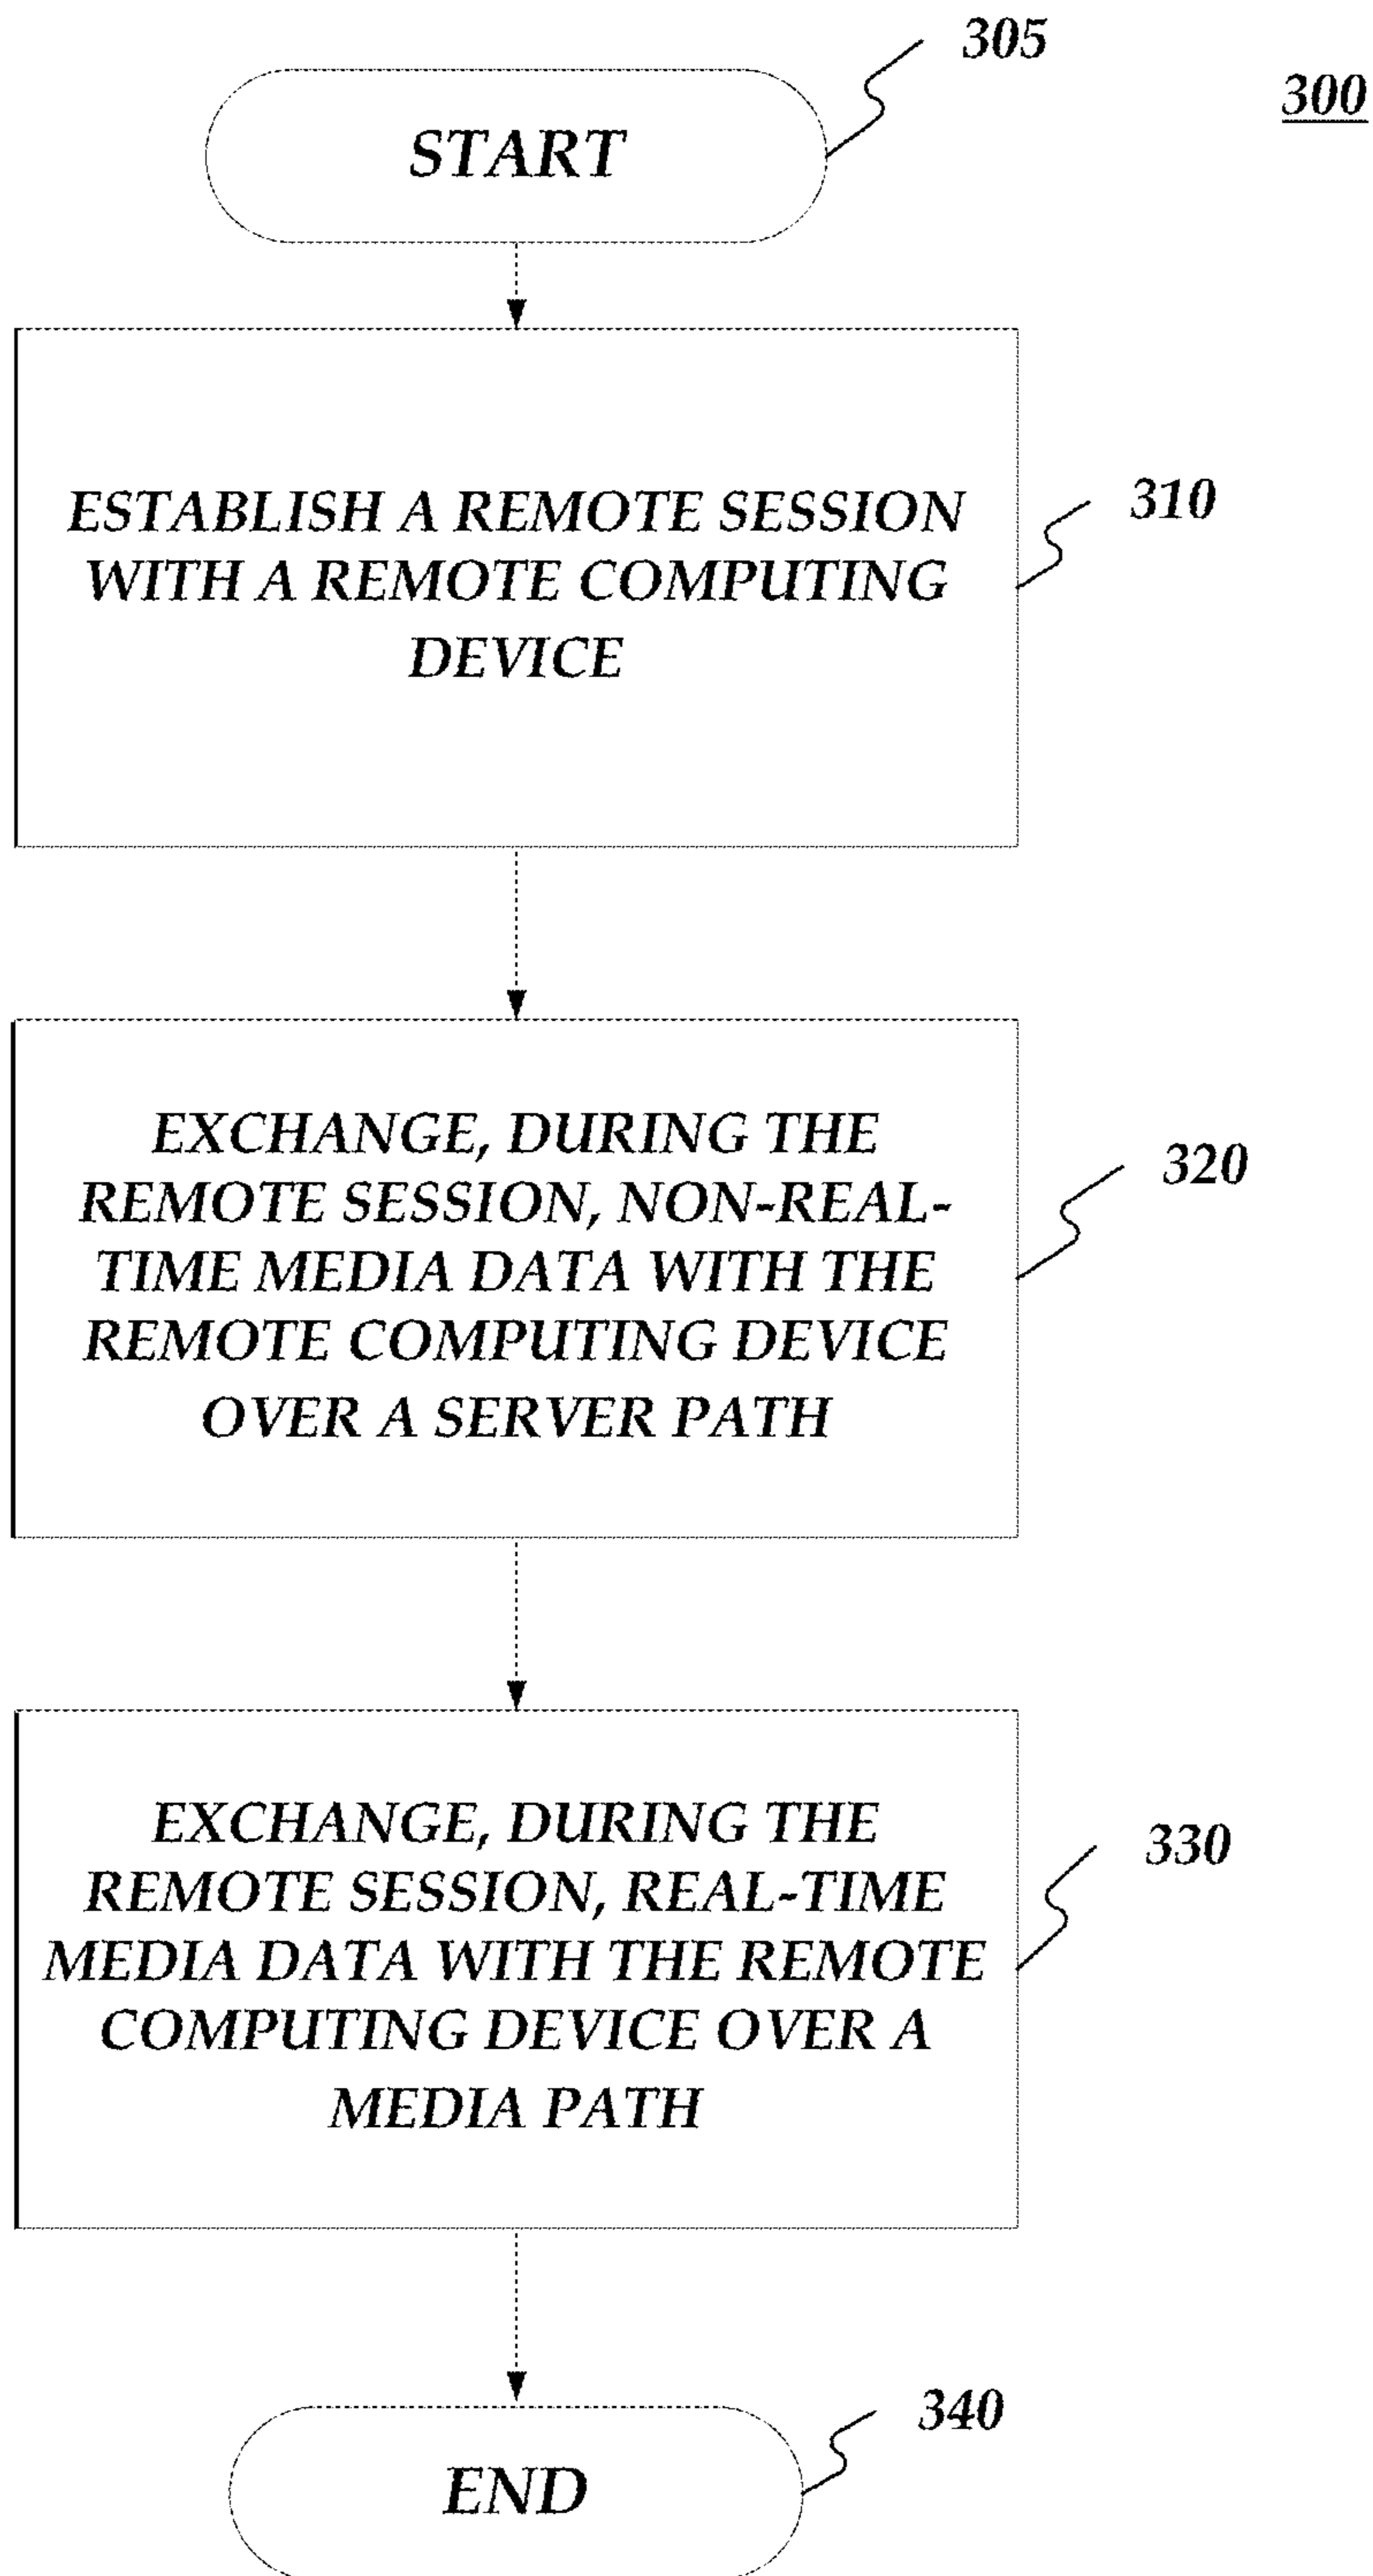 305
300
START
ESTABLISH A REMOTE SESSION
WITH A REMOTE COMPUTING
DEVICE
310
EXCHANGE, DURING THE
REMOTE SESSION, NON-REAL-
TIME MEDIA DATA WITH THE
REMOTE COMPUTING DEVICE
OVER A SERVER PATH
320
EXCHANGE, DURING THE
REMOTE SESSION, REAL-TIME
MEDIA DATA WITH THE REMOTE
COMPUTING DEVICE OVER A
MEDIA PATH
330
340
END